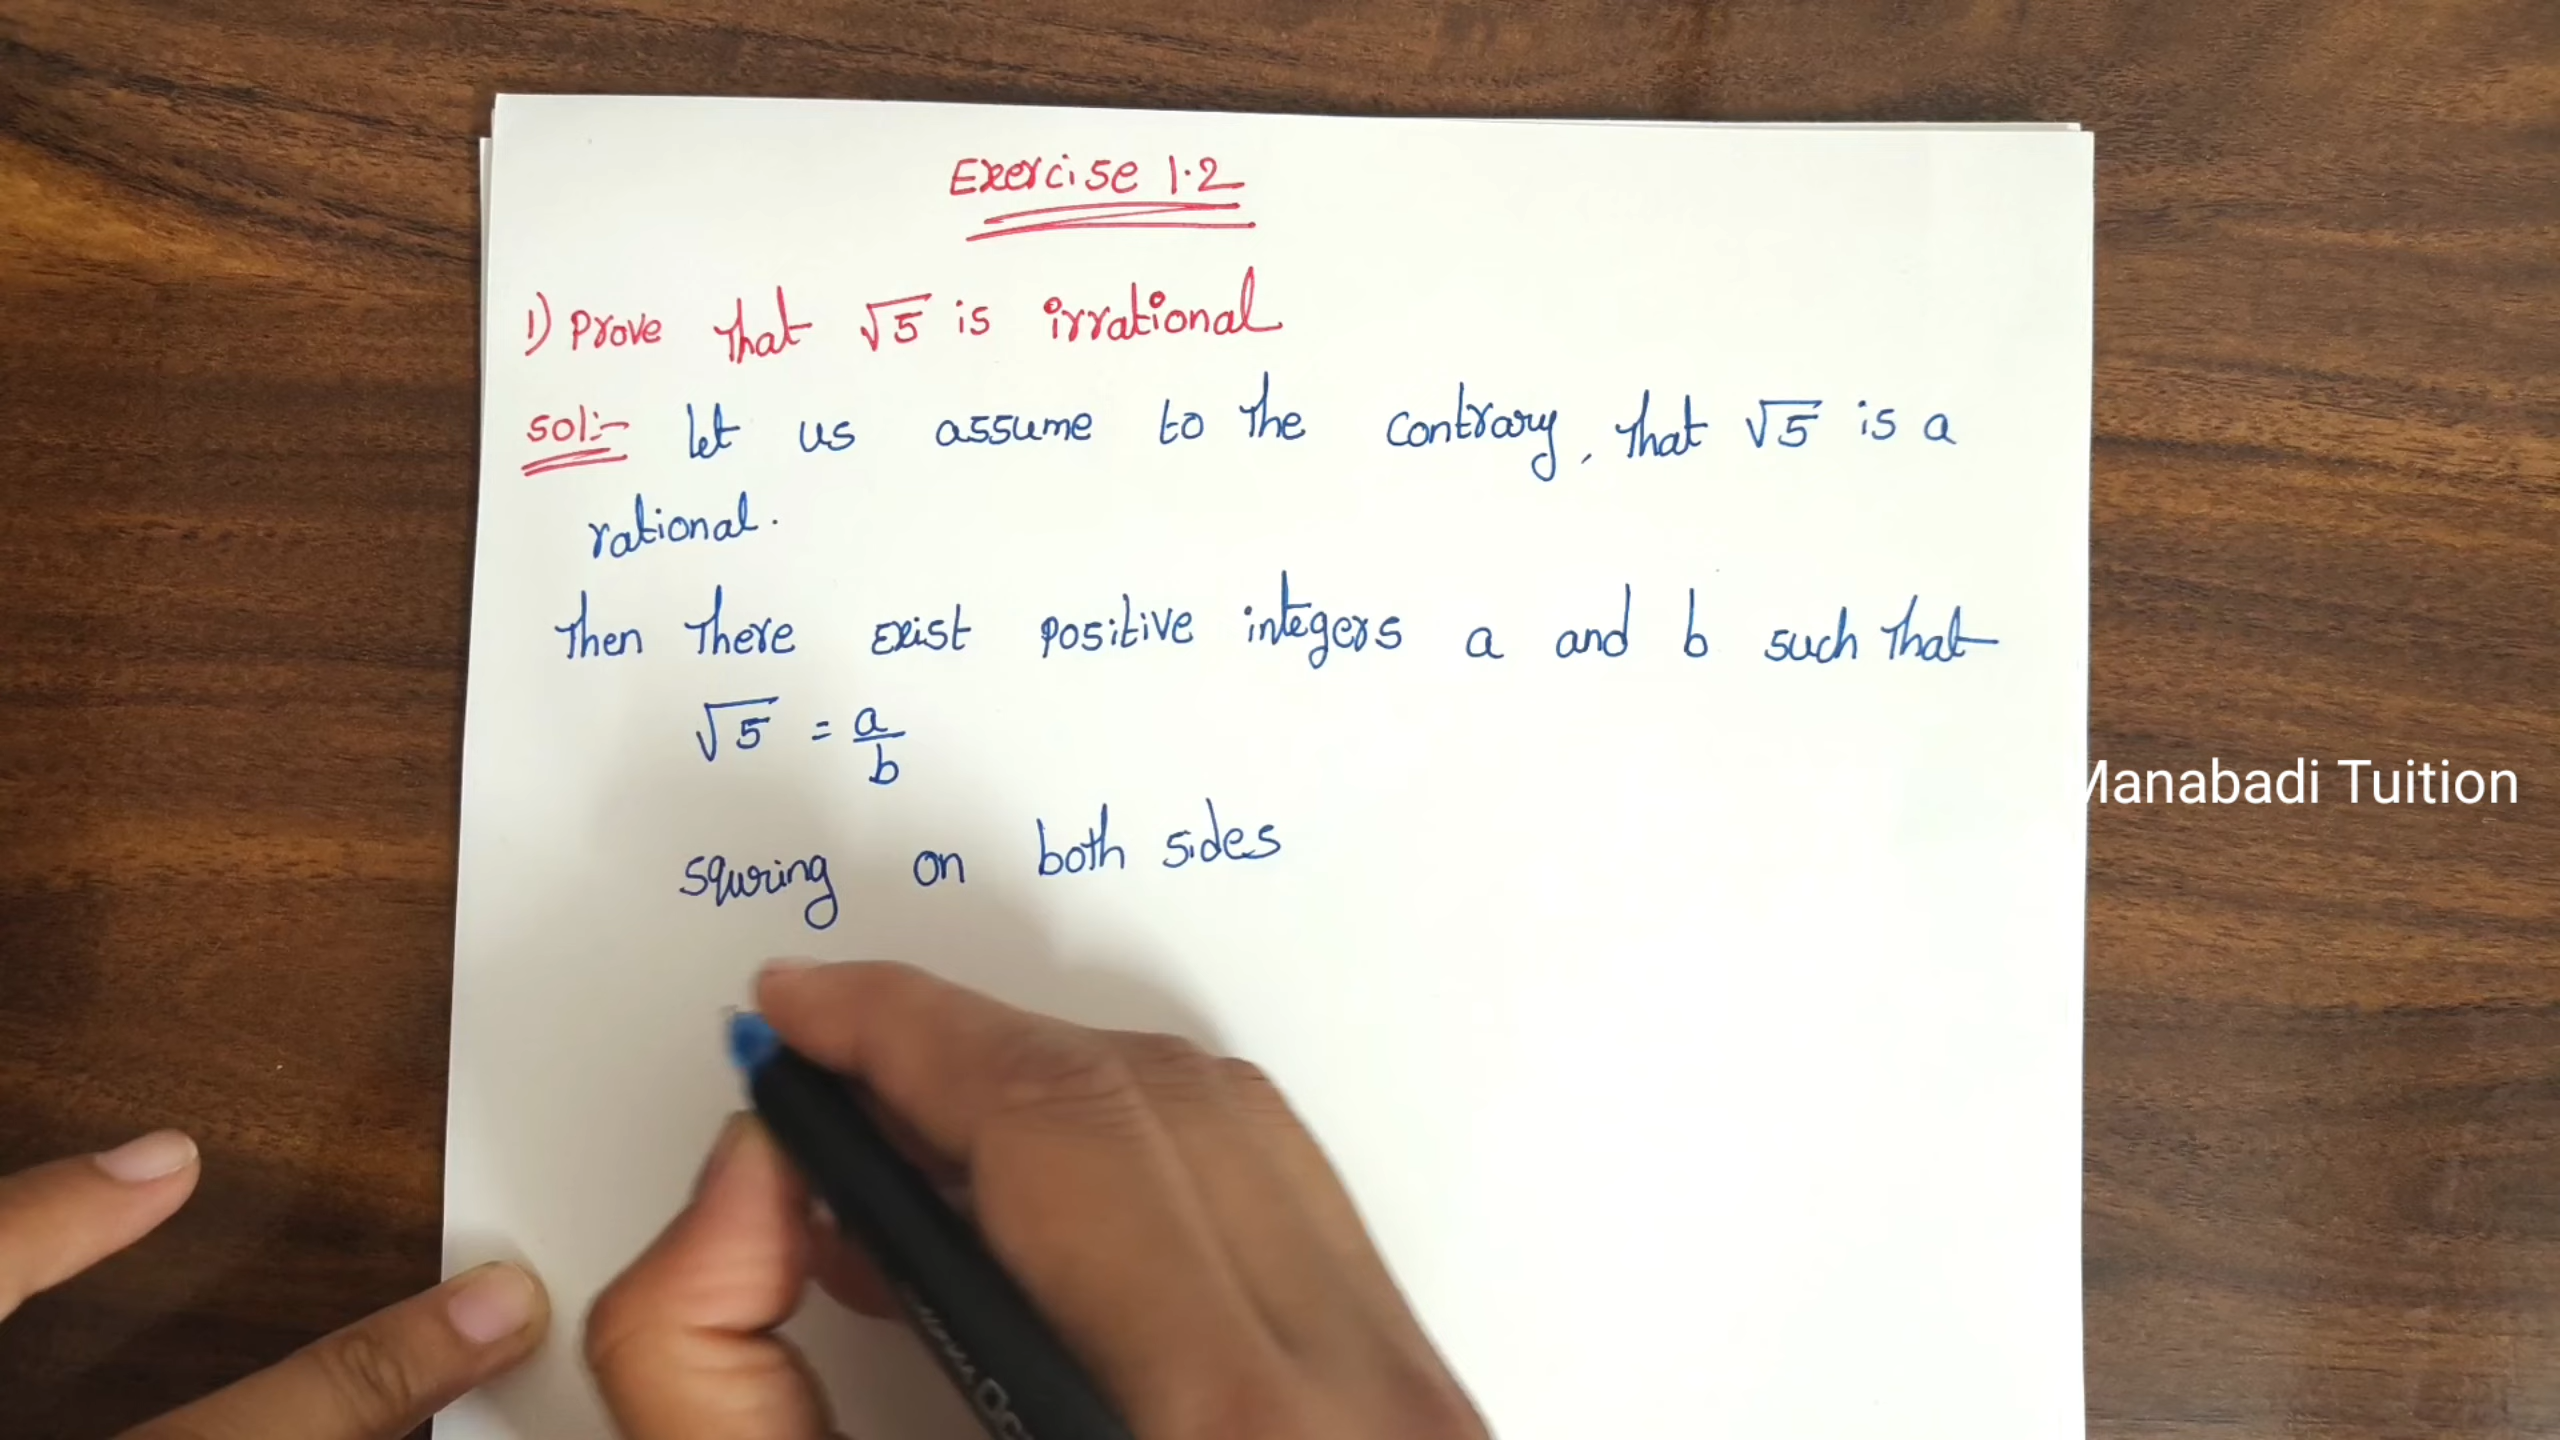 Exercise 1.2
1) Prove that √5 is irrational
Sol:- let us assume to the contrary, that √5 is a
rational.
Then there exist positive integers a and b such that
√5 = a/b
Manabadi Tuition
squring on both sides